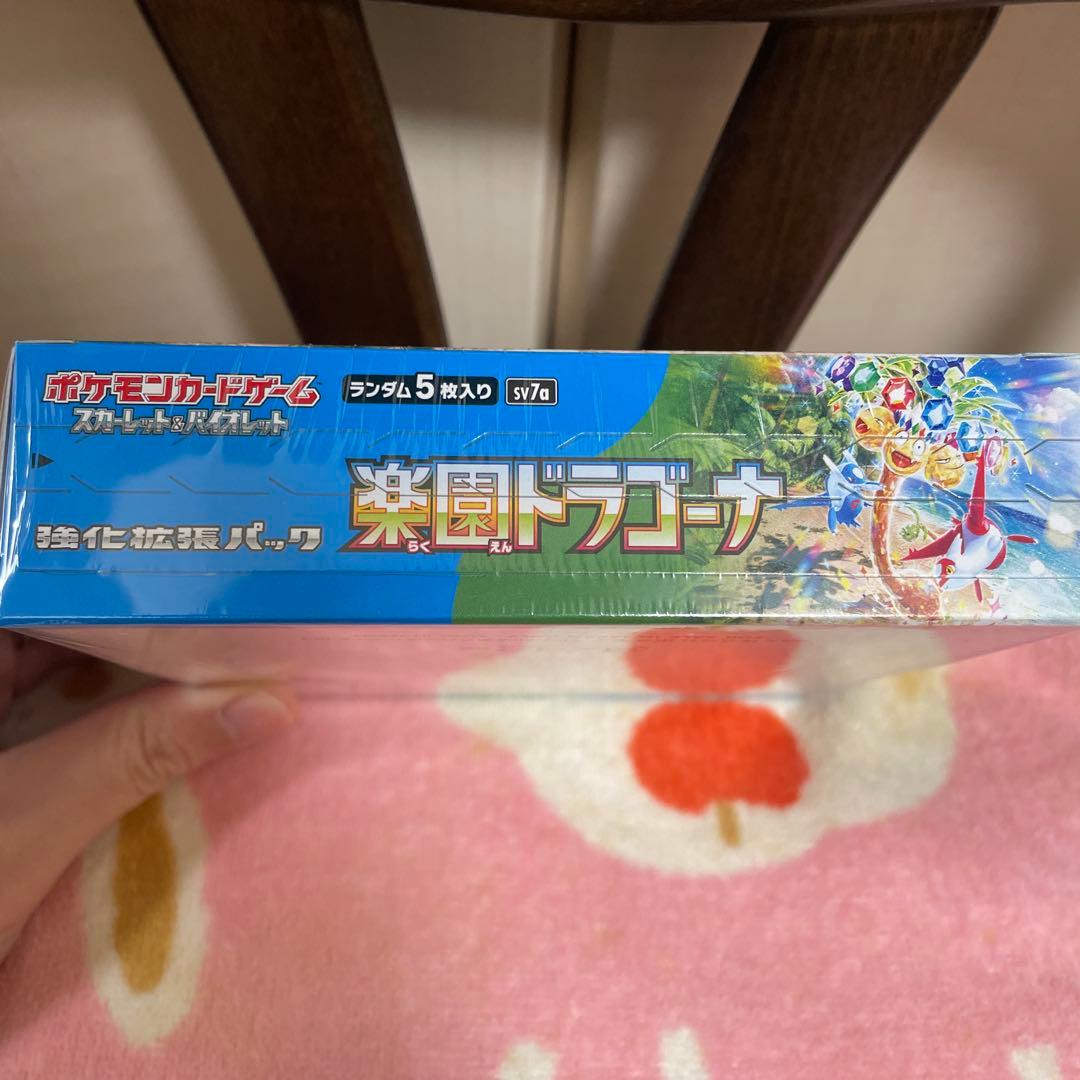 ポケモンカードゲーム
スカーレット&バイオレット
ランダム5枚入り
sv7a
強化拡張パック
楽園ドラゴーナ
らく えん